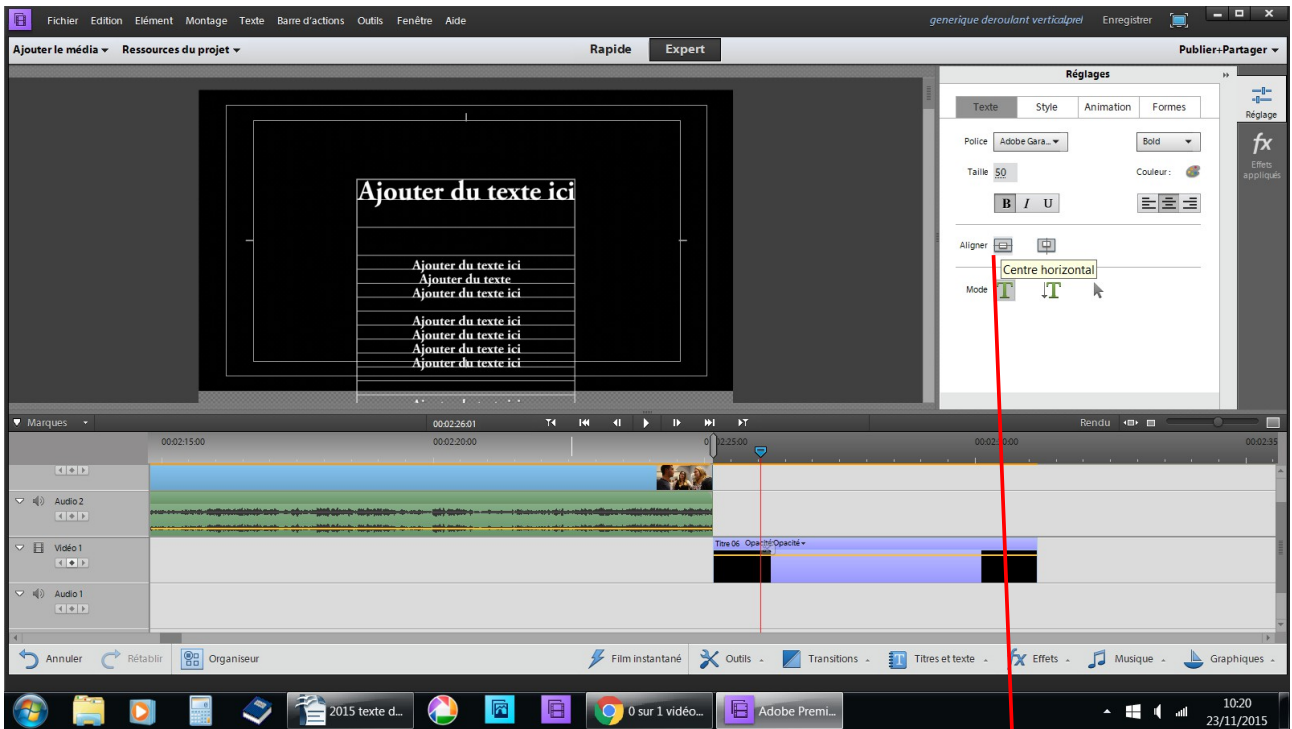 Fichier Edition Elément Montage Texte Barre d'actions Outils Fenêtre Aide
generique deroulant verticalprel Enregistrer
Ajouter le média Ressources du projet
Rapide Expert
Publier+Partager
Réglages
Texte Style Animation Formes
Réglage
Police Adobe Gara... Bold
fx
Effets
appliqués
Taille 50 Couleur :
B I U
Aligner
Centre horizontal
Mode T T
Ajouter du texte ici
Ajouter du texte ici
Ajouter du texte
Ajouter du texte ici
Ajouter du texte ici
Ajouter du texte ici
Ajouter du texte ici
Ajouter du texte ici
Marques 00:02:26:01 Rendu
00:02:15:00 00:02:20:00 00:02:35
Audio 2
Vidéo 1
Titre 06 Opacité:Opacité
Audio 1
Annuler Rétablir Organiseur Film instantané Outils Transitions Titres et texte Effets Musique Graphiques
2015 texte d... 0 sur 1 vidéo... Adobe Premi...
10:20
23/11/2015